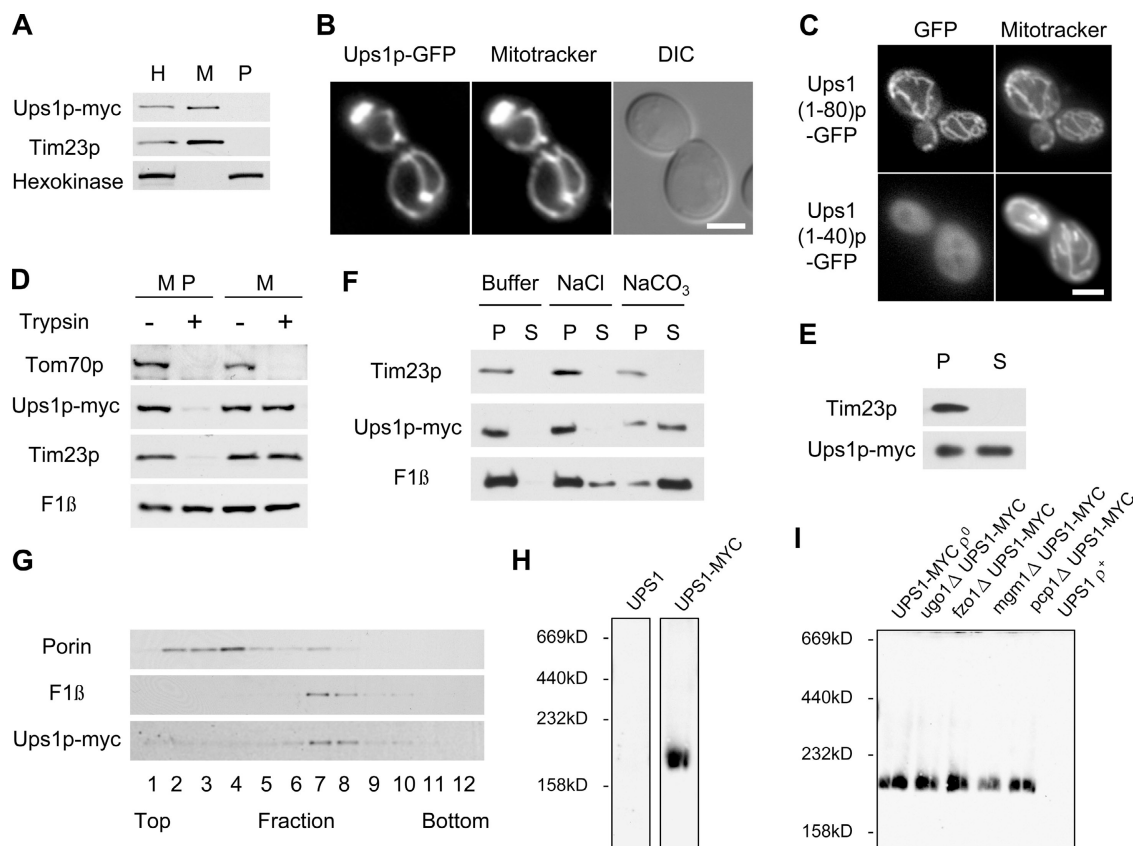 A
H M P
Ups1p-myc
Tim23p
Hexokinase
B
Ups1p-GFP Mitotracker DIC
C
GFP Mitotracker
Ups1
(1-80)p
-GFP
Ups1
(1-40)p
-GFP
D
M P M
Trypsin - + - +
Tom70p
Ups1p-myc
Tim23p
F1ß
F
Buffer NaCl NaCO₃
P S P S P S
Tim23p
Ups1p-myc
F1ß
E
P S
Tim23p
Ups1p-myc
G
Porin
F1ß
Ups1p-myc
1 2 3 4 5 6 7 8 9 10 11 12
Top Fraction Bottom
H
UPS1
UPS1-MYC
669kD -
440kD -
232kD -
158kD -
I
UPS1-MYC ρ⁰
ugo1Δ UPS1-MYC
fzo1Δ UPS1-MYC
mgm1Δ UPS1-MYC
pcp1Δ UPS1-MYC
UPS1 ρ⁺
669kD -
440kD -
232kD -
158kD -